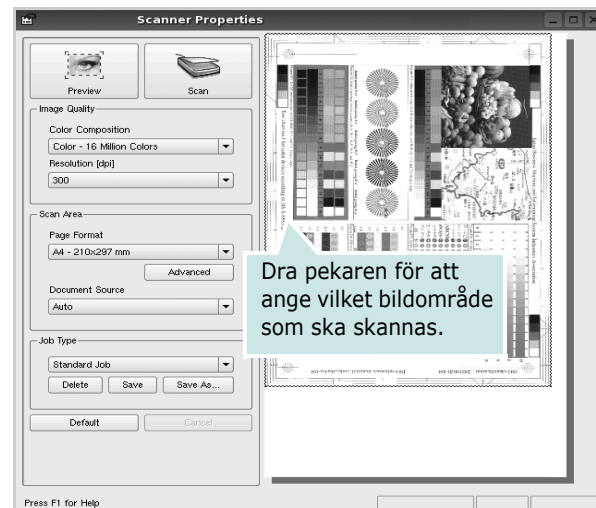 Scanner Properties
Preview
Scan
Image Quality
Color Composition
Color - 16 Million Colors
Resolution [dpi]
300
Scan Area
Page Format
A4 - 210x297 mm
Advanced
Document Source
Auto
Job Type
Standard Job
Delete
Save
Save As...
Default
Cancel
Press F1 for Help
Dra pekaren för att
ange vilket bildområde
som ska skannas.